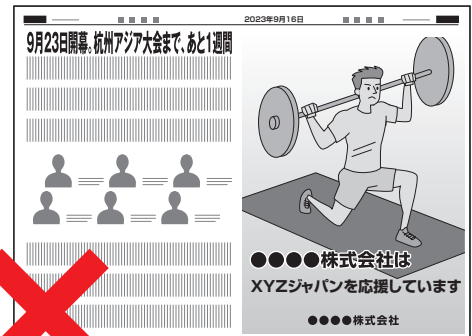 2023年9月16日
9月23日開幕。杭州アジア大会まで、あと1週間
●●●●株式会社は
XYZジャパンを応援しています
●●●●株式会社